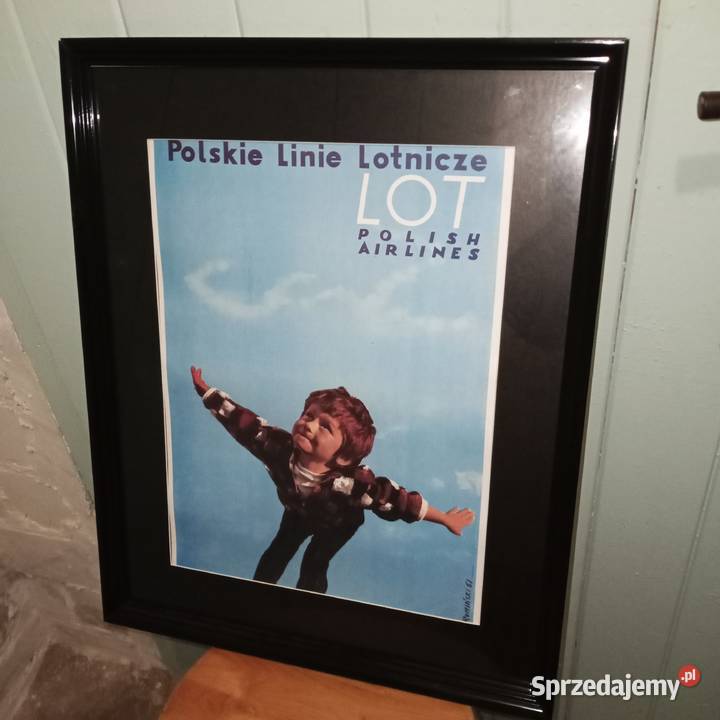 Polskie Linie Lotnicze
LOT
POLISH
AIRLINES
Sprzedajemy.pl